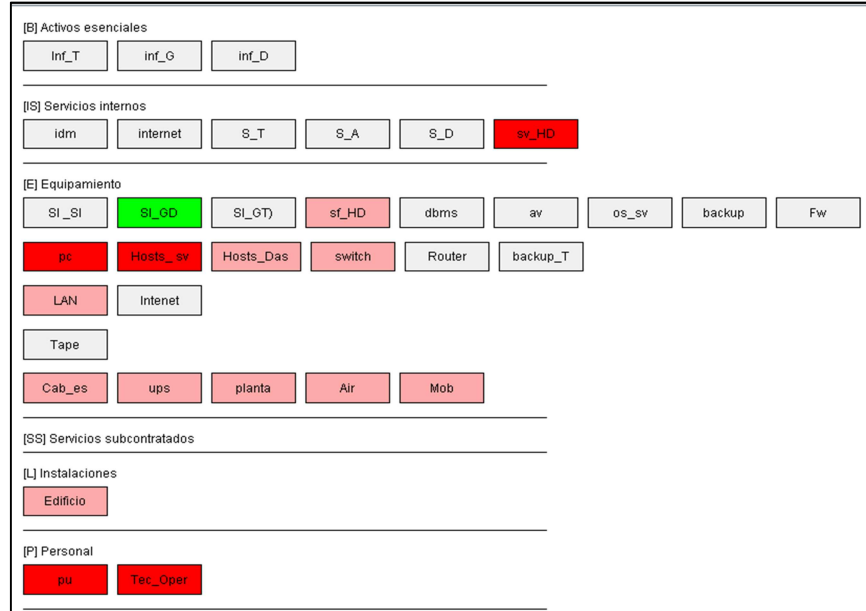 [B] Activos esenciales
Inf_T inf_G inf_D
[IS] Servicios internos
idm internet S_T S_A S_D sv_HD
[E] Equipamiento
SI _SI SI_GD SI_GT) sf_HD dbms av os_sv backup Fw
pc Hosts_ sv Hosts_Das switch Router backup_T
LAN Intenet
Tape
Cab_es ups planta Air Mob
[SS] Servicios subcontratados
[L] Instalaciones
Edificio
[P] Personal
pu Tec_Oper